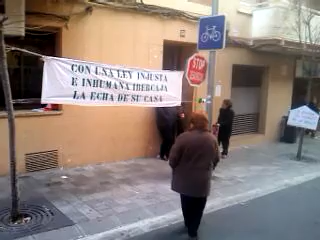 CON UNA LEY INJUSTA
E INHUMANA IBERCAJA
LA ECHA DE SU CASA
STOP